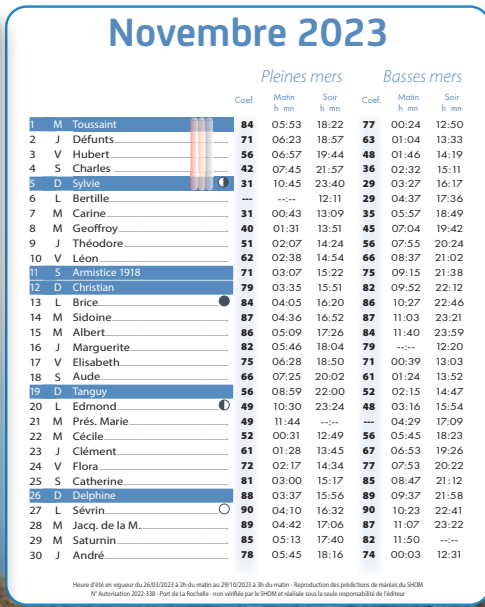 Novembre 2023
Pleines mers Basses mers
Coef. Matin h mn Soir h mn Coef. Matin h mn Soir h mn
1 M Toussaint 84 05:53 18:22 77 00:24 12:50
2 J Défunts 71 06:23 18:57 63 01:04 13:33
3 V Hubert 56 06:57 19:44 48 01:46 14:19
4 S Charles 42 07:45 21:57 36 02:32 15:11
5 D Sylvie 31 10:45 23:40 29 03:27 16:17
6 L Bertille --- --:-- 12:11 29 04:37 17:36
7 M Carine 31 00:43 13:09 35 05:57 18:49
8 M Geoffroy 40 01:31 13:51 45 07:04 19:42
9 J Théodore 51 02:07 14:24 56 07:55 20:24
10 V Léon 62 02:38 14:54 66 08:37 21:02
11 S Armistice 1918 71 03:07 15:22 75 09:15 21:38
12 D Christian 79 03:35 15:51 82 09:52 22:12
13 L Brice 84 04:05 16:20 86 10:27 22:46
14 M Sidoine 87 04:36 16:52 87 11:03 23:21
15 M Albert 86 05:09 17:26 84 11:40 23:59
16 J Marguerite 82 05:46 18:04 79 --:-- 12:20
17 V Elisabeth 75 06:28 18:50 71 00:39 13:03
18 S Aude 66 07:25 20:02 61 01:24 13:52
19 D Tanguy 56 08:59 22:00 52 02:15 14:47
20 L Edmond 49 10:30 23:24 48 03:16 15:54
21 M Prés. Marie 49 11:44 --:-- --- 04:29 17:09
22 M Cécile 52 00:31 12:49 56 05:45 18:23
23 J Clément 61 01:28 13:45 67 06:53 19:26
24 V Flora 72 02:17 14:34 77 07:53 20:22
25 S Catherine 81 03:00 15:17 85 08:47 21:12
26 D Delphine 88 03:37 15:56 89 09:37 21:58
27 L Sévrin 90 04:10 16:32 90 10:23 22:41
28 M Jacq. de la M. 89 04:42 17:06 87 11:07 23:22
29 M Saturnin 85 05:13 17:40 82 11:50 --:--
30 J André 78 05:45 18:16 74 00:03 12:31
Heure d'été en vigueur du 26/03/2023 à 2h du matin au 29/10/2023 à 3h du matin - Reproduction des prédictions de marées du SHOM
N° Autorisation 2022-338 - Port de La Rochelle - non vérifiée par le SHOM et réalisée sous la seule responsabilité de l'éditeur